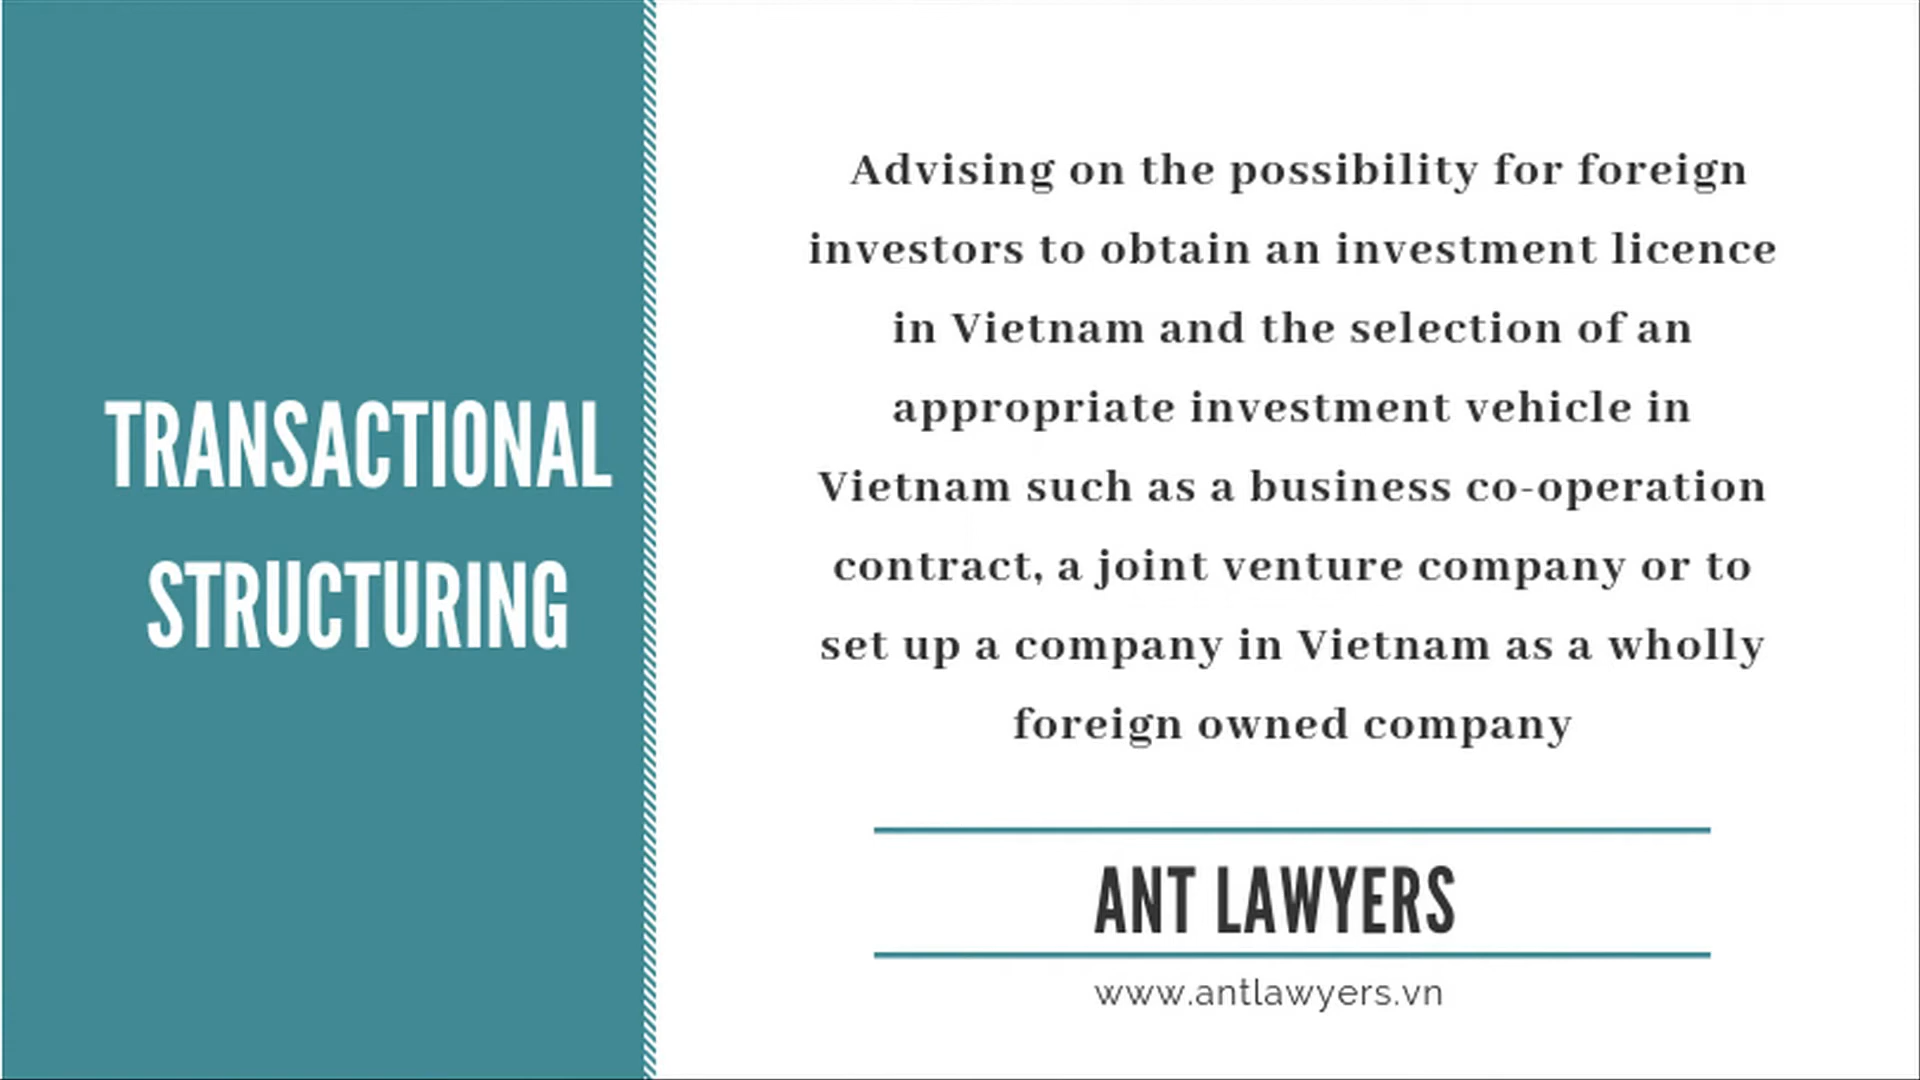 TRANSACTIONAL
STRUCTURING
Advising on the possibility for foreign
investors to obtain an investment licence
in Vietnam and the selection of an
appropriate investment vehicle in
Vietnam such as a business co-operation
contract, a joint venture company or to
set up a company in Vietnam as a wholly
foreign owned company
ANT LAWYERS
www.antlawyers.vn